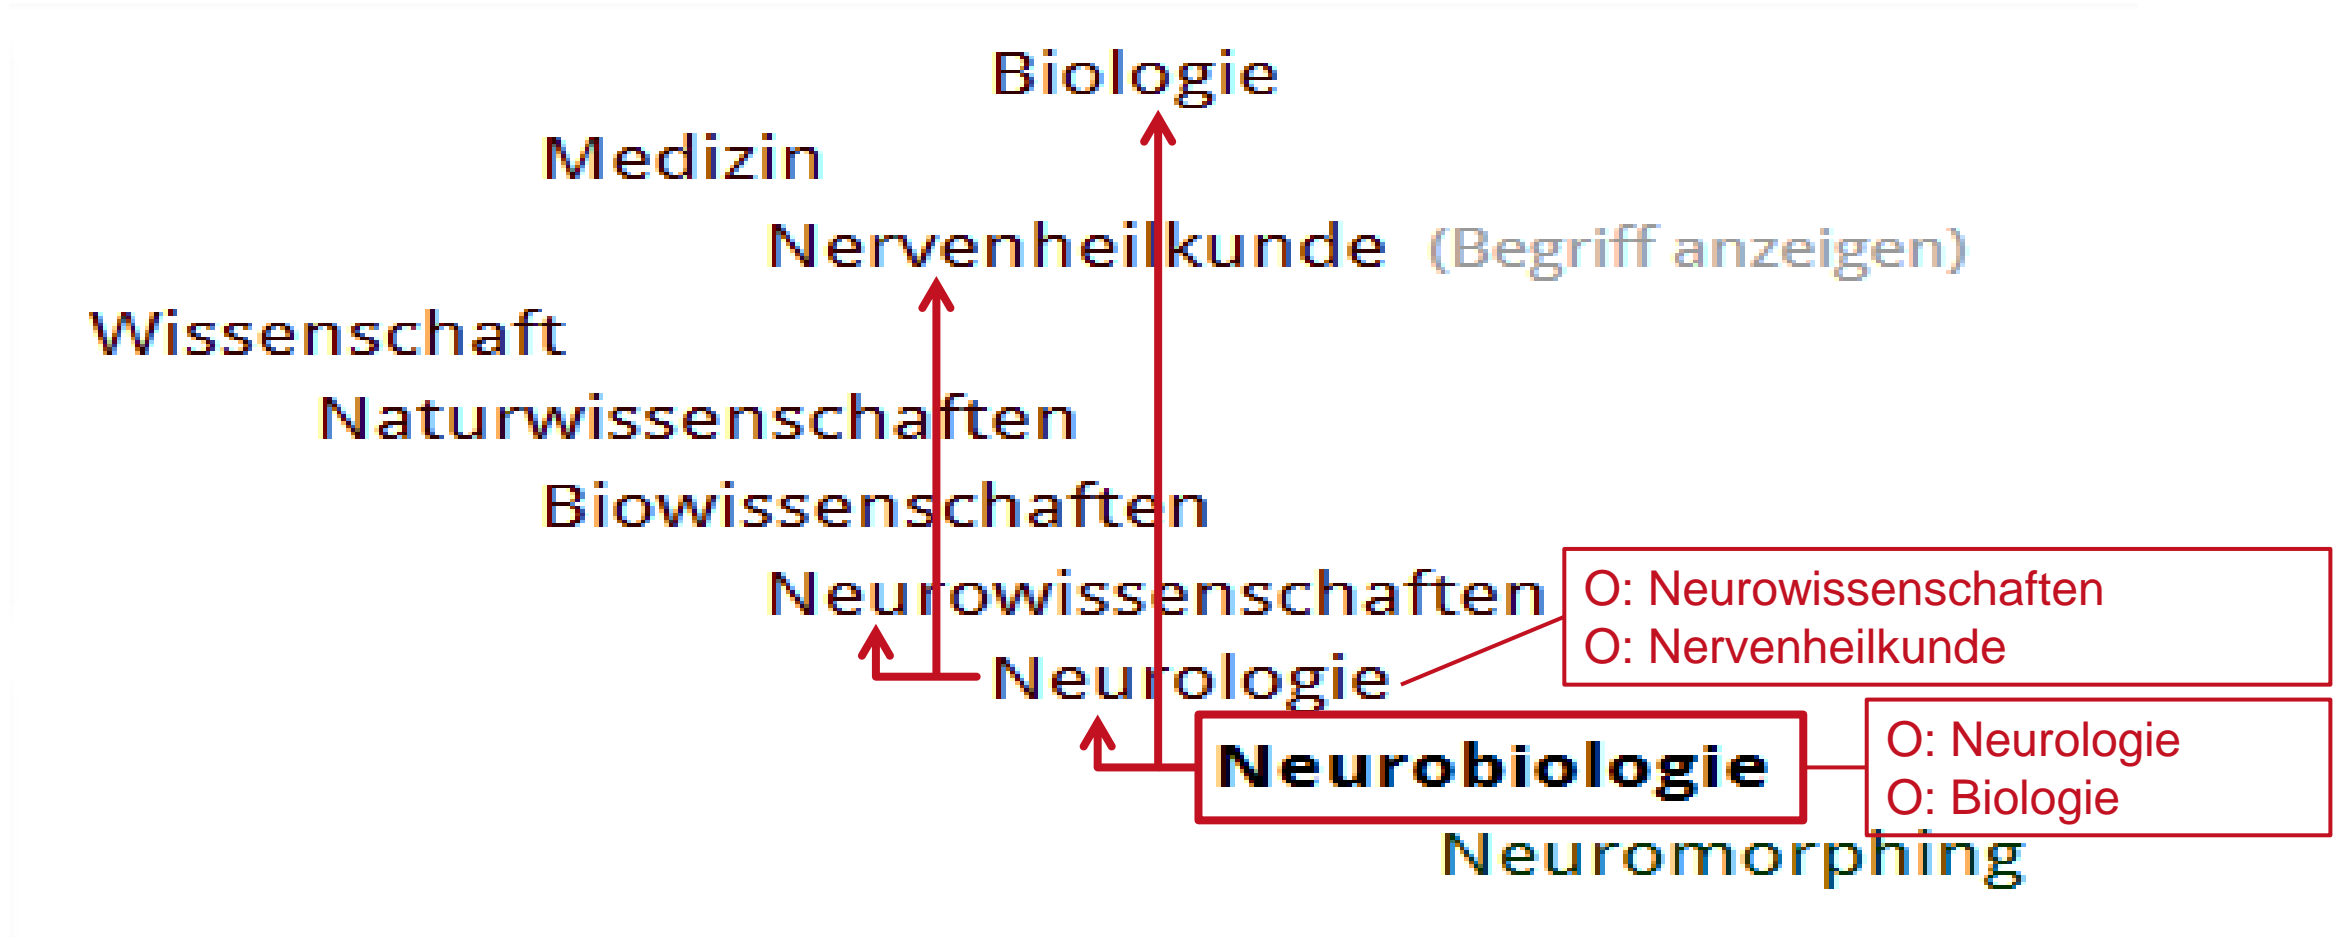 Biologie
Medizin
Nervenheilkunde (Begriff anzeigen)
Wissenschaft
Naturwissenschaften
Biowissenschaften
Neurowissenschaften
O: Neurowissenschaften
O: Nervenheilkunde
Neurologie
Neurobiologie
O: Neurologie
O: Biologie
Neuromorphing